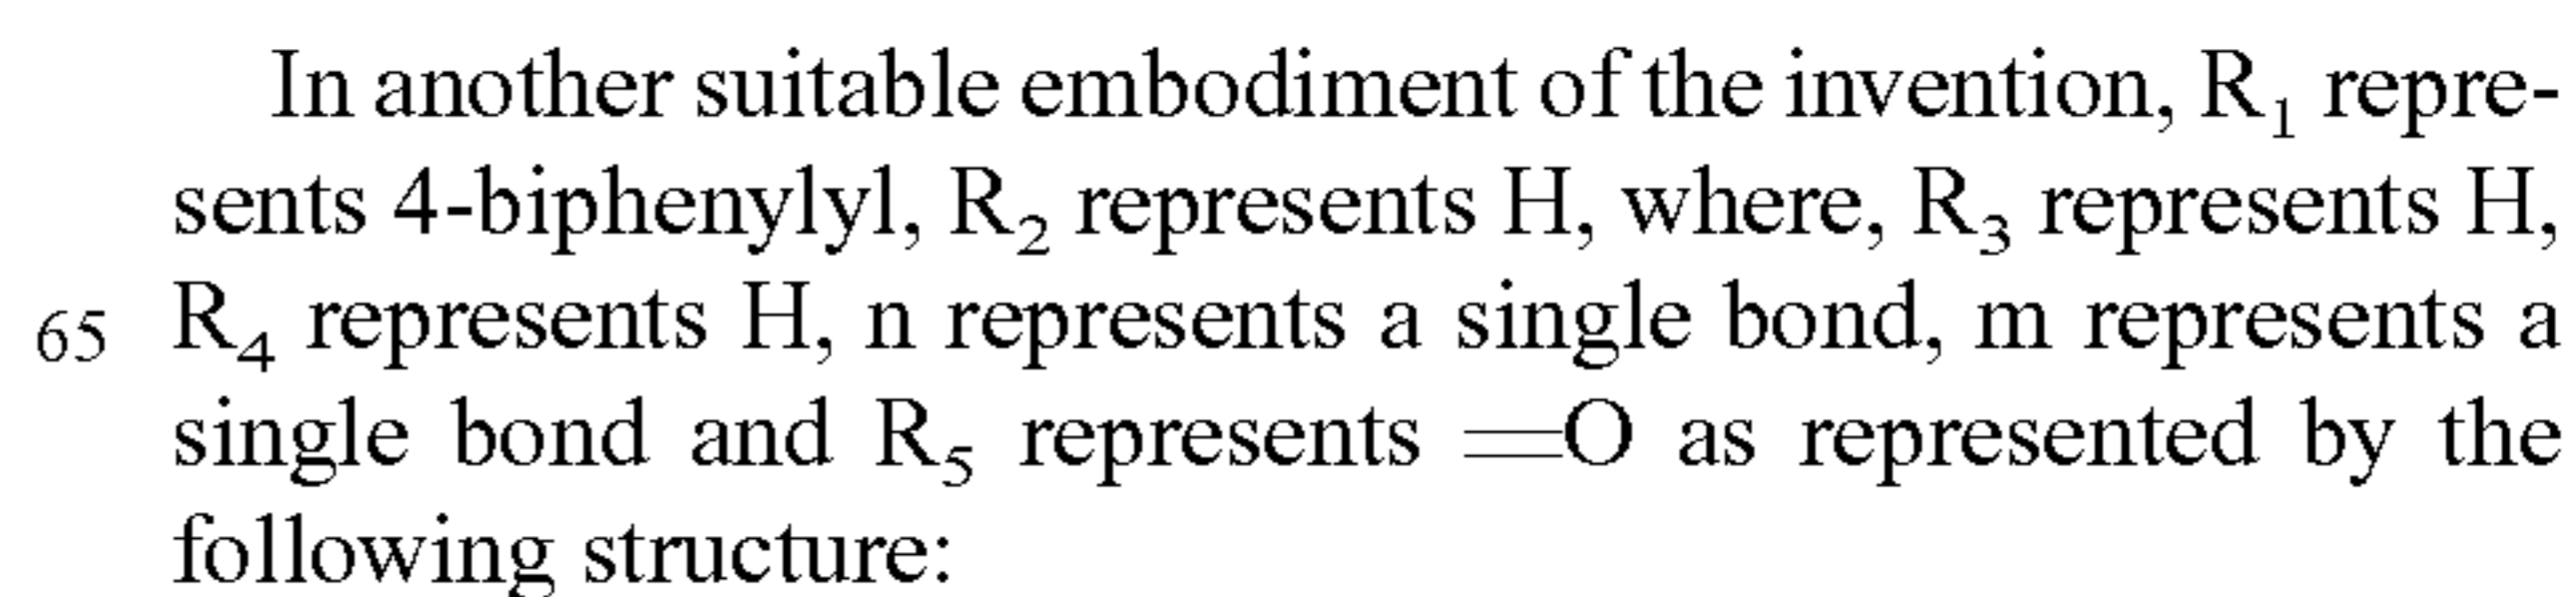 In another suitable embodiment of the invention, R₁ repre-
sents 4-biphenylyl, R₂ represents H, where, R₃ represents H,
65 R₄ represents H, n represents a single bond, m represents a
single bond and R₅ represents =O as represented by the
following structure: